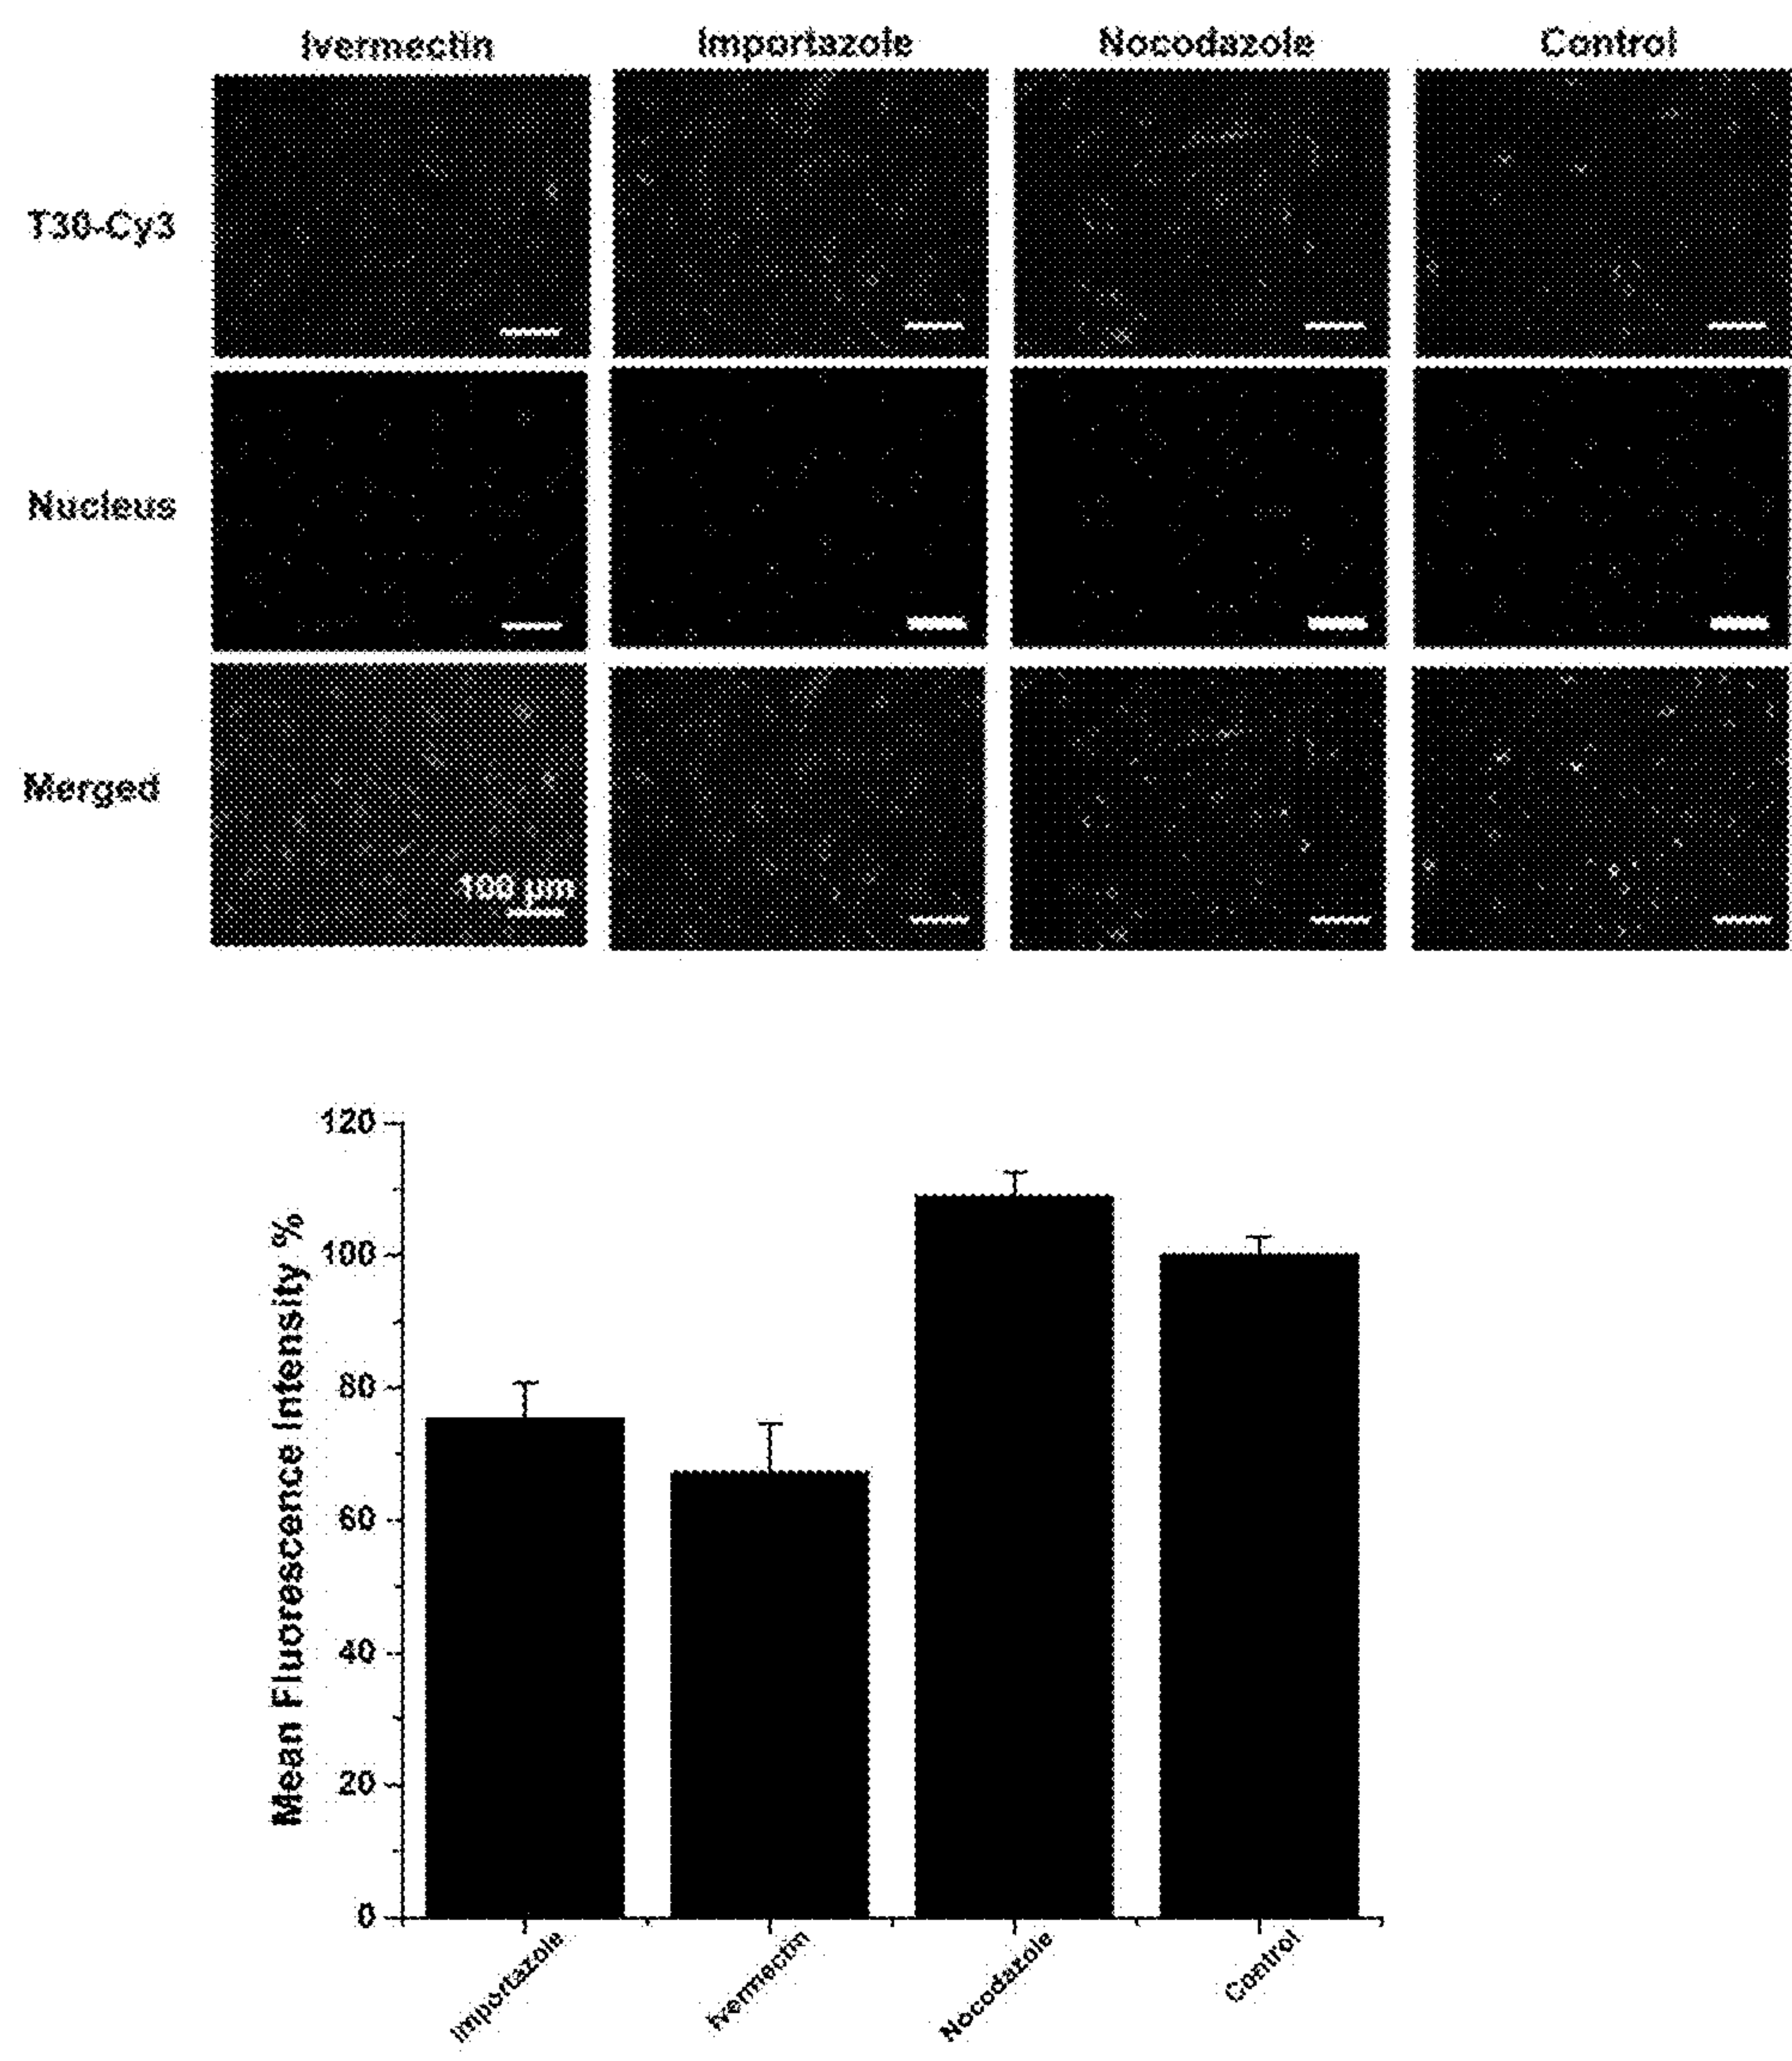 Ivermectin Importazole Nocodazole Control
T30-Cy3
Nucleus
Merged
100 µm
120
100
80
60
40
20
0
Mean Fluorescence Intensity %
Importazole Ivermectin Nocodazole Control